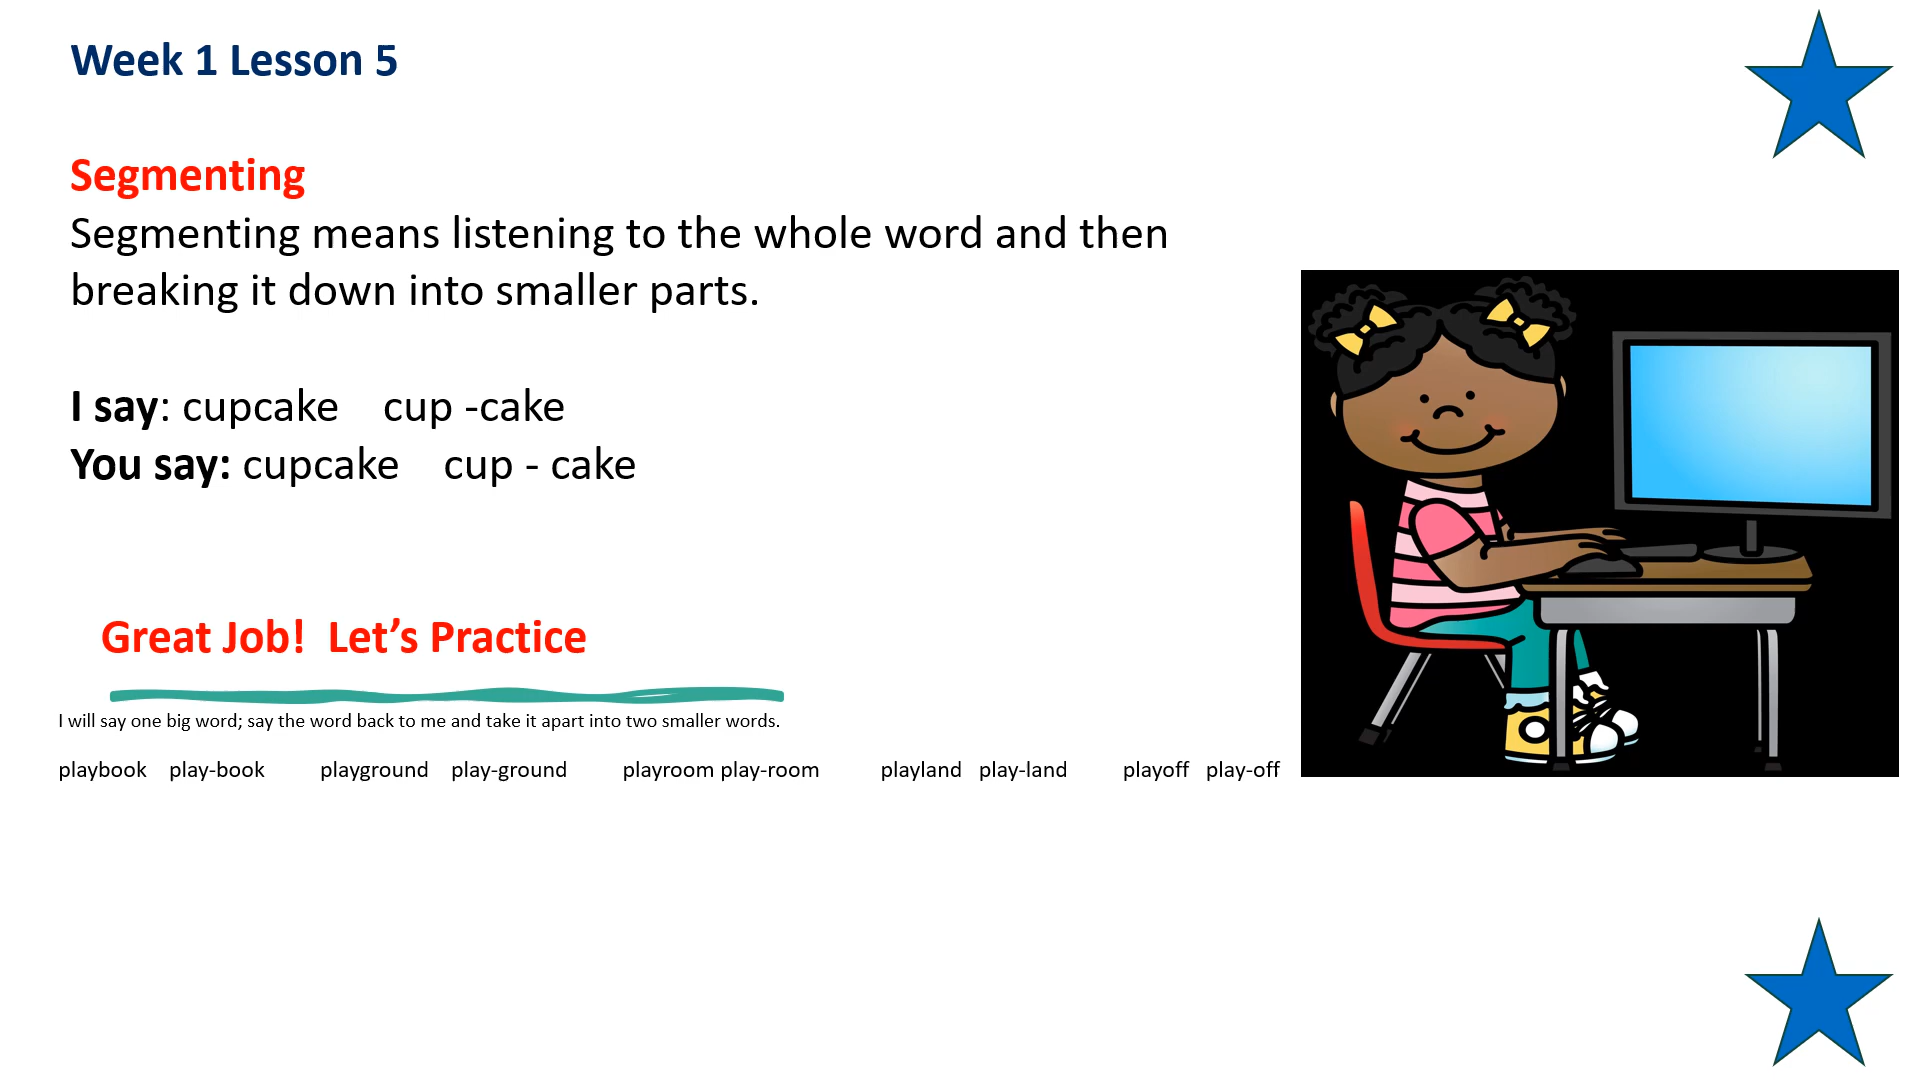 Week 1 Lesson 5
Segmenting
Segmenting means listening to the whole word and then
breaking it down into smaller parts.
I say: cupcake cup -cake
You say: cupcake cup - cake
Great Job! Let’s Practice
I will say one big word; say the word back to me and take it apart into two smaller words.
playbook play-book playground play-ground playroom play-room playland play-land playoff play-off